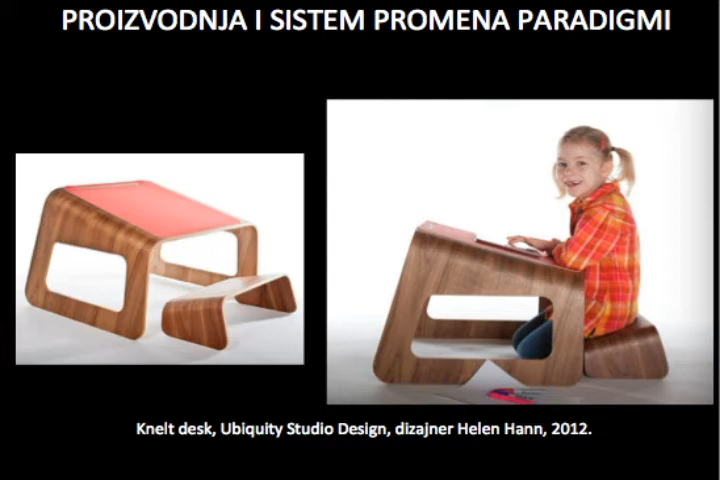 PROIZVODNJA I SISTEM PROMENA PARADIGMI
Knelt desk, Ubiquity Studio Design, dizajner Helen Hann, 2012.